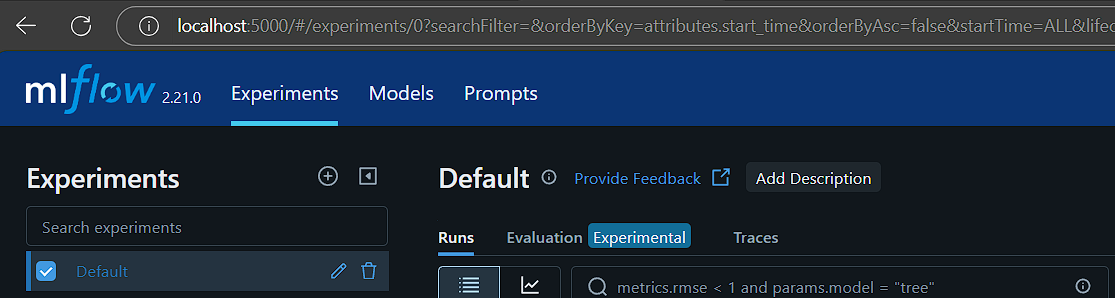 localhost:5000/#/experiments/0?searchFilter=&orderByKey=attributes.start_time&orderByAsc=false&startTime=ALL&lifec
mlflow 2.21.0 Experiments Models Prompts
Experiments
Default Provide Feedback Add Description
Search experiments
Runs Evaluation Experimental Traces
Default
metrics.rmse < 1 and params.model = "tree"